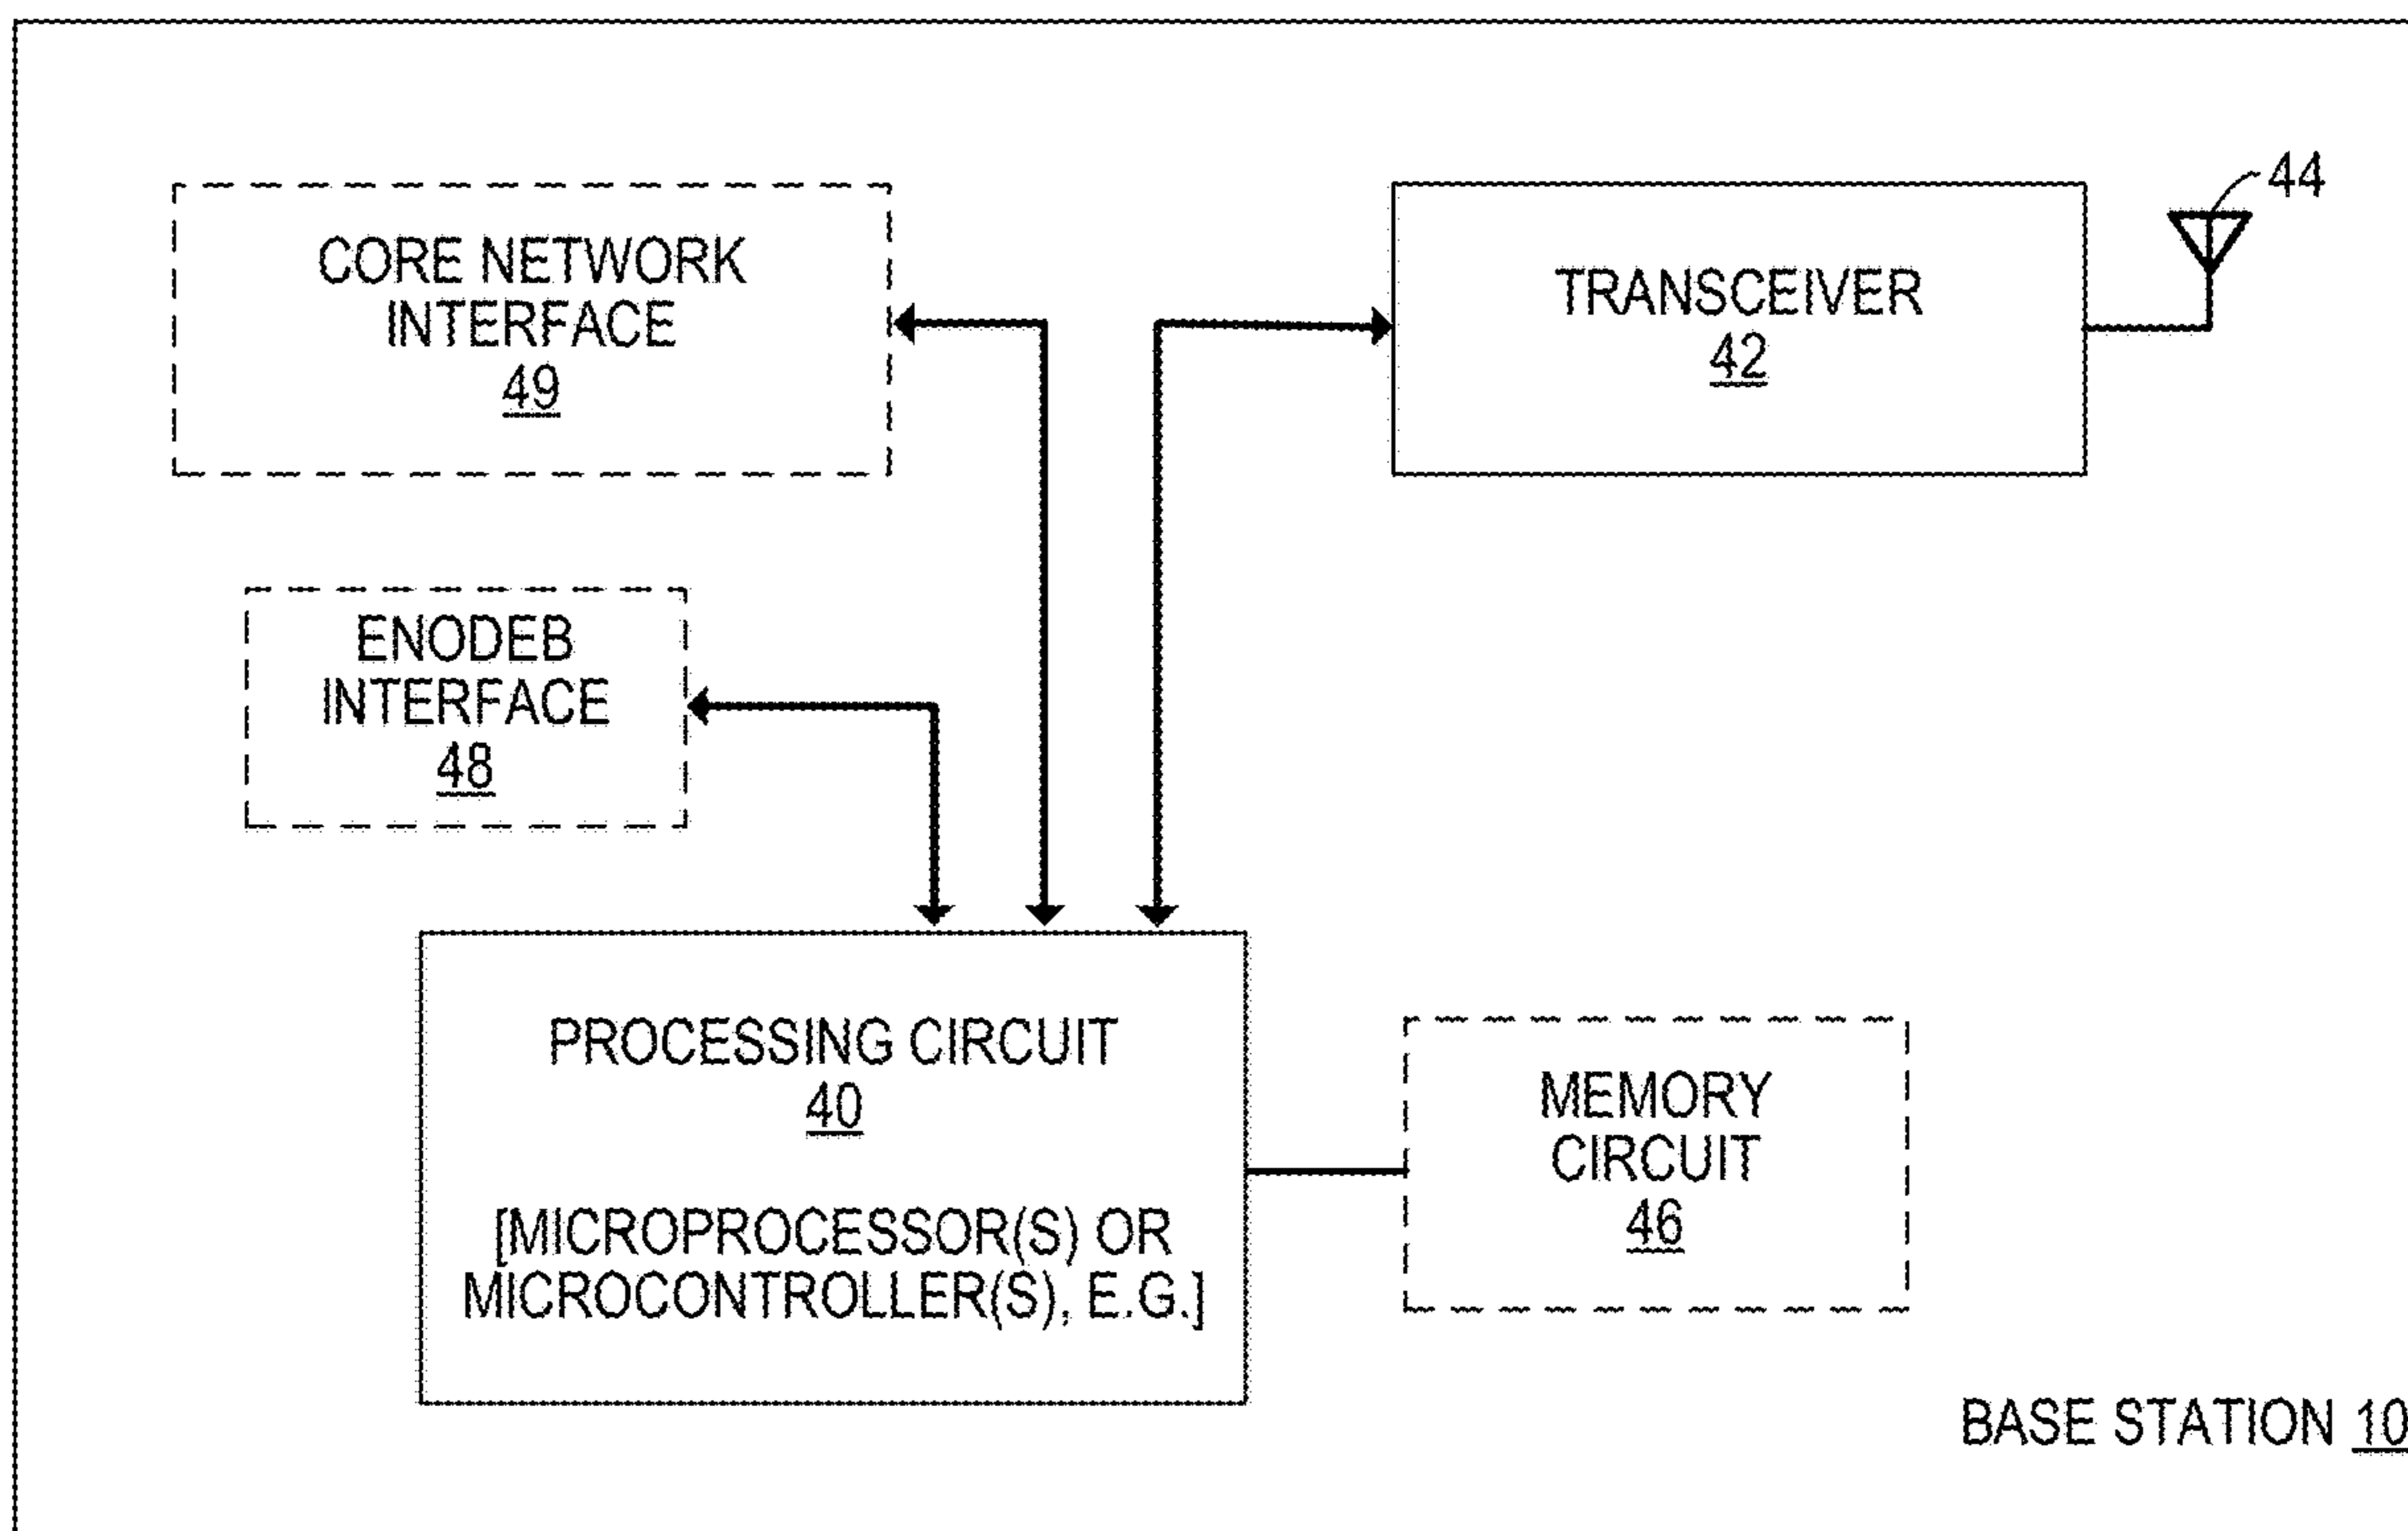 CORE NETWORK
INTERFACE
49
TRANSCEIVER
42
44
ENODEB
INTERFACE
48
PROCESSING CIRCUIT
40
[MICROPROCESSOR(S) OR
MICROCONTROLLER(S), E.G.]
MEMORY
CIRCUIT
46
BASE STATION 10